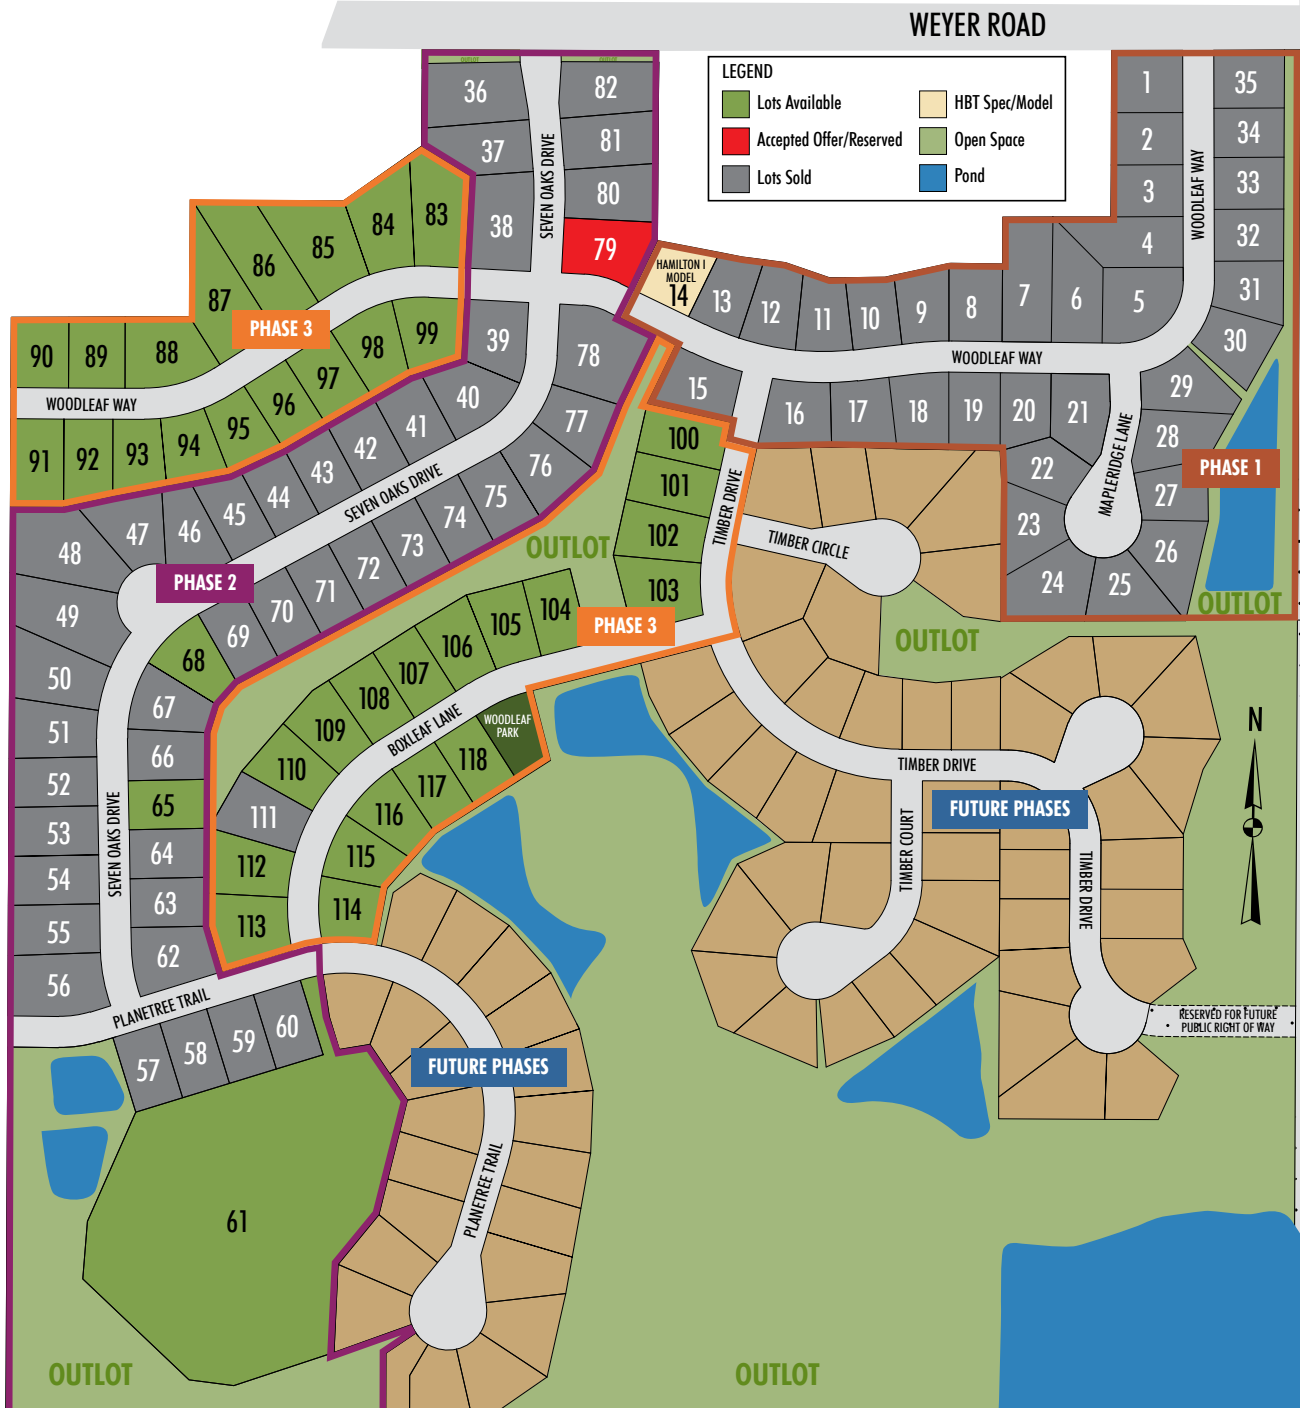 WEYER ROAD
LEGEND
Lots Available
Accepted Offer/Reserved
Lots Sold
HBT Spec/Model
Open Space
Pond
OUTLOT
OUTLOT
36
37
38
82
81
80
79
SEVEN OAKS DRIVE
1
2
3
4
5
6
7
8
9
10
11
12
13
HAMILTON I
MODEL
14
35
34
33
32
31
30
29
28
27
26
25
24
23
22
21
20
19
18
17
16
15
WOODLEAF WAY
WOODLEAF WAY
MAPLERIDGE LANE
PHASE 1
OUTLOT
83
84
85
86
87
88
89
90
PHASE 3
WOODLEAF WAY
91
92
93
94
95
96
97
98
99
39
40
41
42
43
44
45
46
47
48
49
50
51
52
53
54
55
56
SEVEN OAKS DRIVE
PHASE 2
78
77
76
75
74
73
72
71
70
69
68
67
66
65
64
63
62
SEVEN OAKS DRIVE
100
101
102
103
TIMBER DRIVE
TIMBER CIRCLE
OUTLOT
OUTLOT
PHASE 3
104
105
106
107
108
109
110
111
112
113
BOXLEAF LANE
WOODLEAF
PARK
118
117
116
115
114
TIMBER DRIVE
FUTURE PHASES
TIMBER COURT
TIMBER DRIVE
N
RESERVED FOR FUTURE
PUBLIC RIGHT OF WAY
PLANETREE TRAIL
57
58
59
60
61
FUTURE PHASES
PLANETREE TRAIL
OUTLOT
OUTLOT